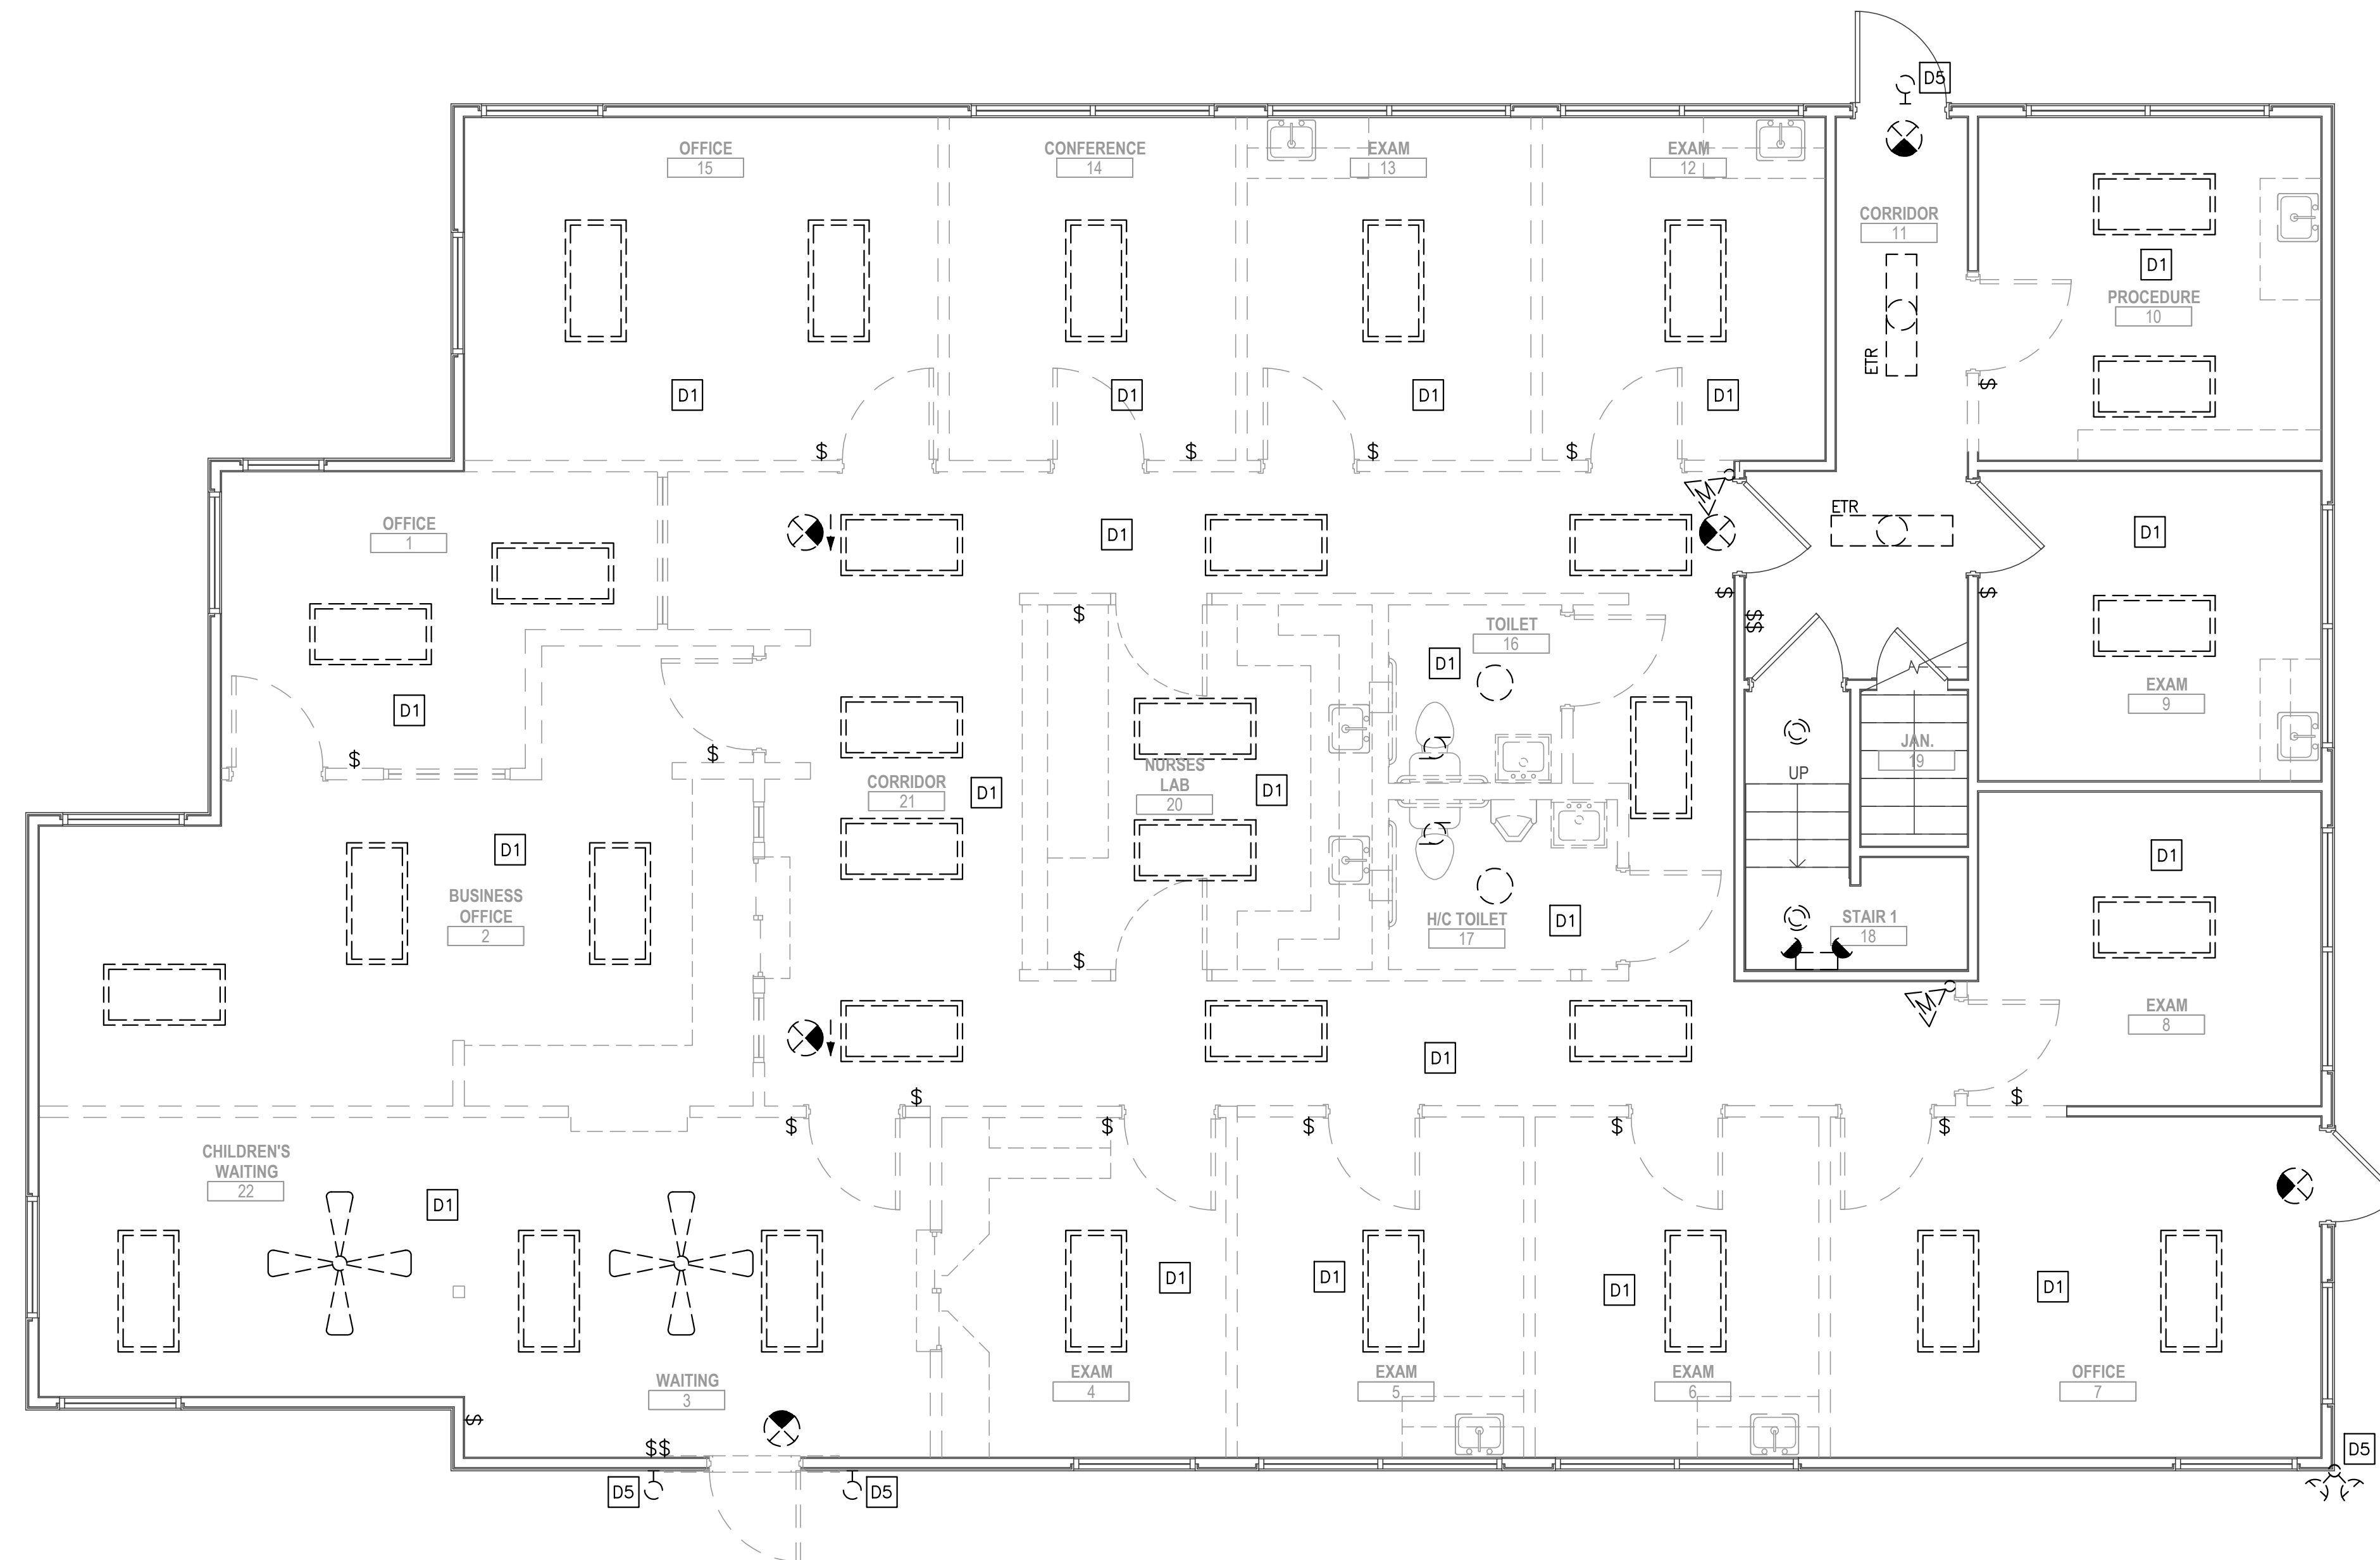 D5
OFFICE
15
CONFERENCE
14
EXAM
13
EXAM
12
CORRIDOR
11
D1
PROCEDURE
10
ETR
D1
D1
D1
D1
$
$
$
$
$
$
OFFICE
1
D1
M
ETR
D1
$
$
$$
$
TOILET
16
D1
EXAM
9
D1
$
$
CORRIDOR
21
D1
NURSES
LAB
20
D1
UP
JAN.
19
D1
BUSINESS
OFFICE
2
D1
H/C TOILET
17
D1
STAIR 1
18
$
M
EXAM
8
D1
$
$
$
$
$
$
$
CHILDREN'S
WAITING
22
D1
D1
D1
D1
D1
WAITING
3
EXAM
4
EXAM
5
EXAM
6
OFFICE
7
$
$$
D5
D5
D5